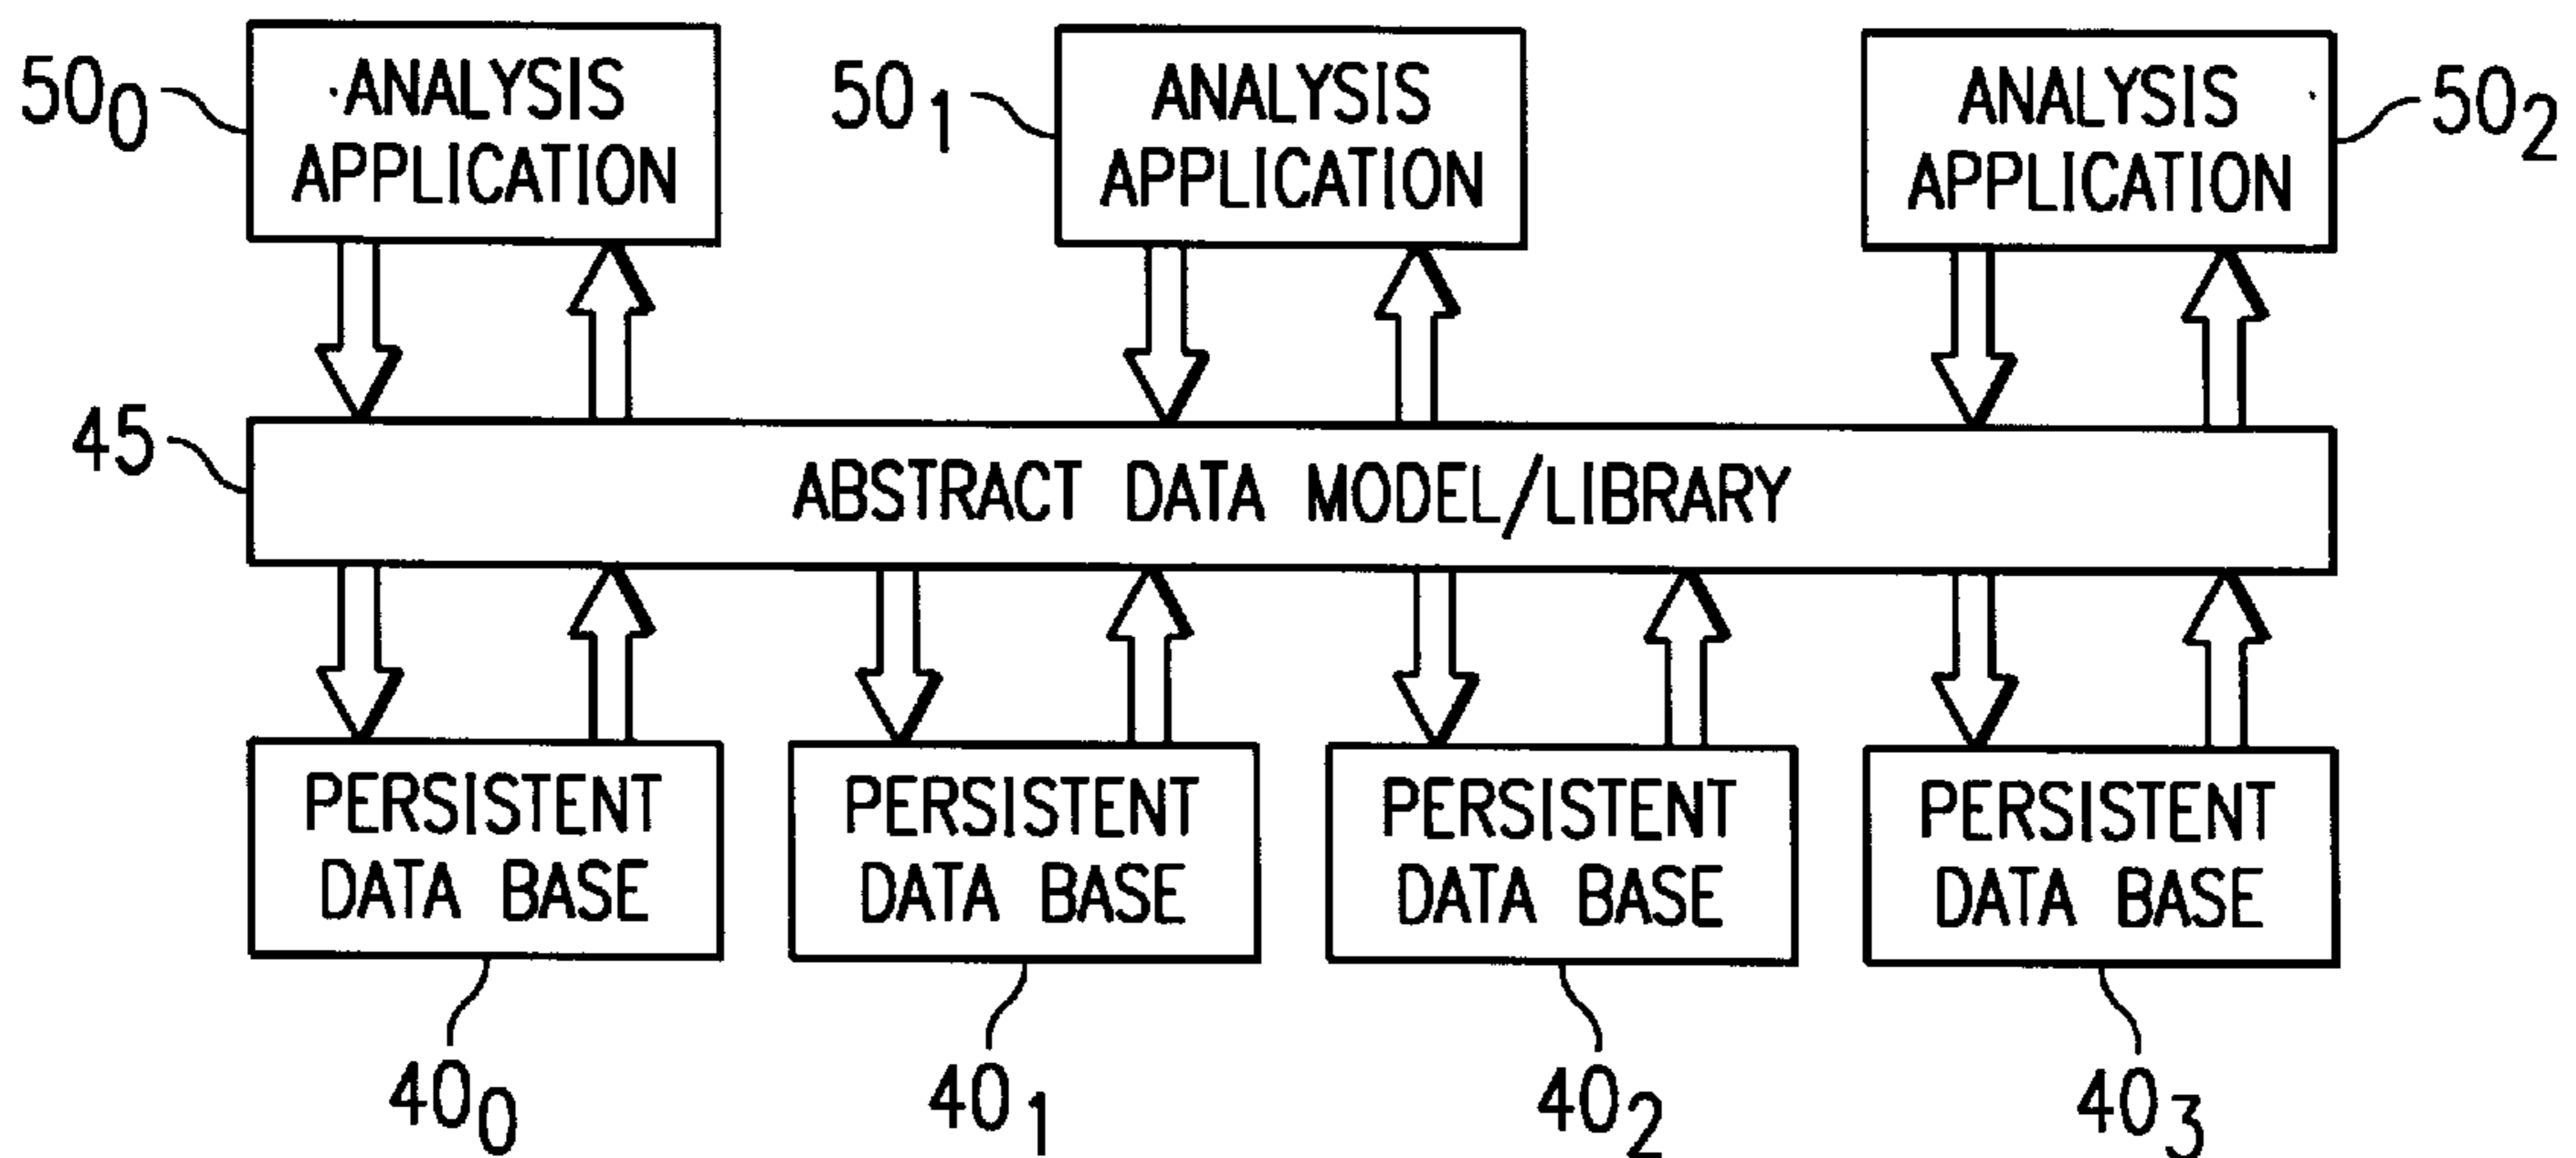 50₀
ANALYSIS
APPLICATION
50₁
ANALYSIS
APPLICATION
ANALYSIS
APPLICATION
50₂
45
ABSTRACT DATA MODEL/LIBRARY
PERSISTENT
DATA BASE
PERSISTENT
DATA BASE
PERSISTENT
DATA BASE
PERSISTENT
DATA BASE
40₀
40₁
40₂
40₃